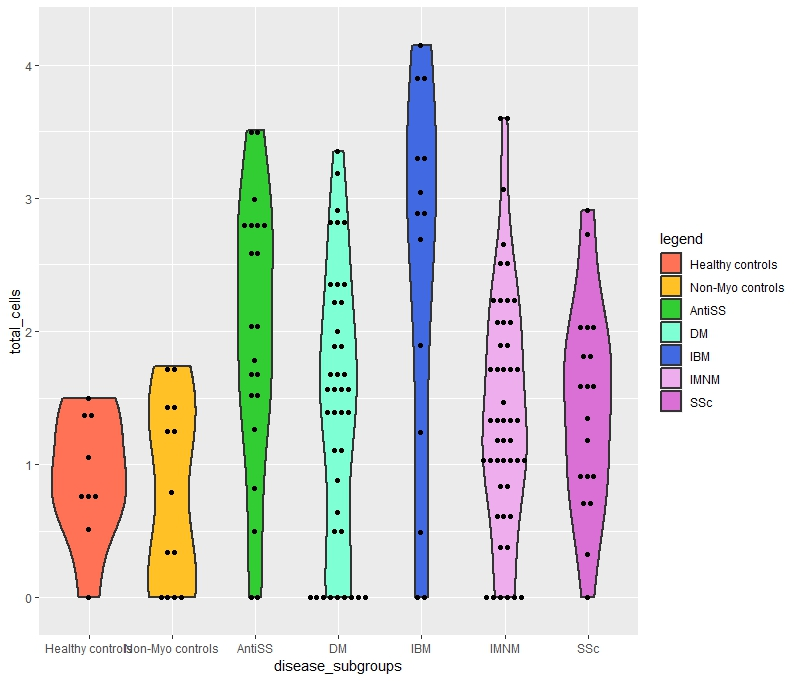 total_cells
4
3
2
1
0
Healthy controls
Non-Myo controls
AntiSS
DM
IBM
IMNM
SSc
disease_subgroups
legend
Healthy controls
Non-Myo controls
AntiSS
DM
IBM
IMNM
SSc